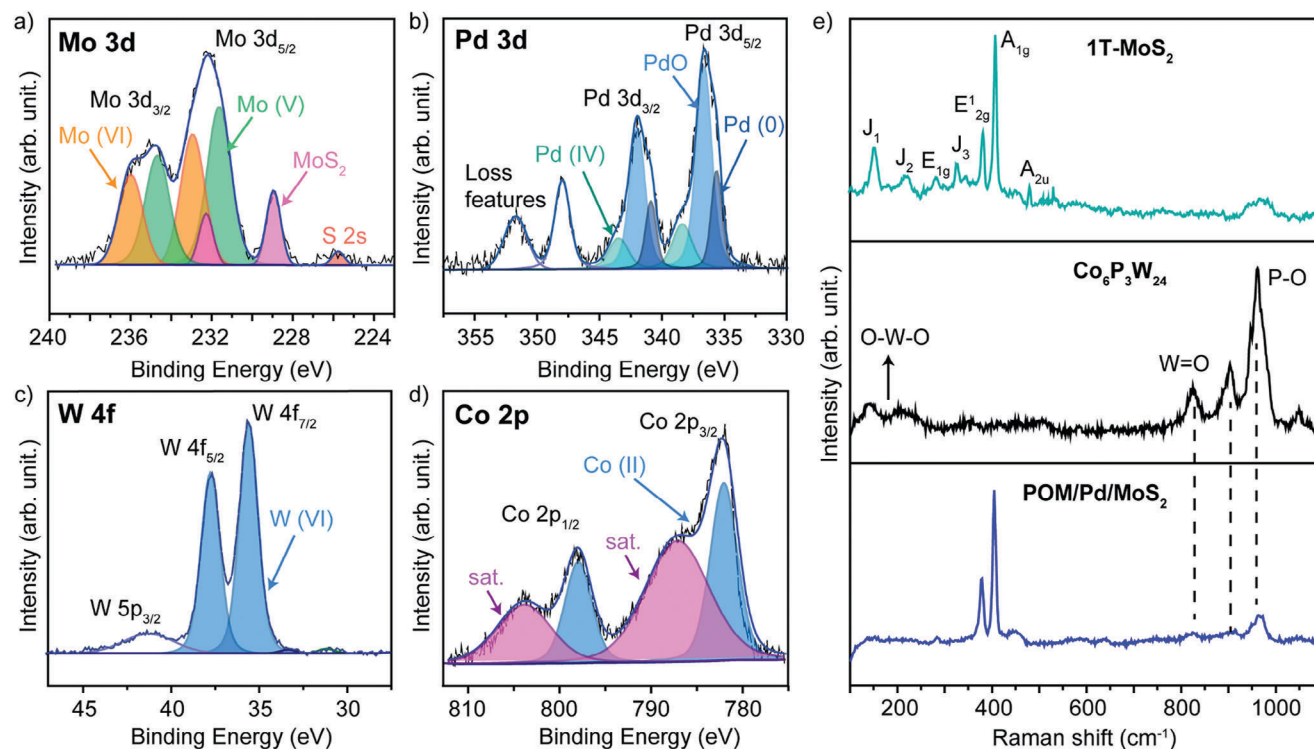 a)
Mo 3d
Mo 3d5/2
Mo 3d3/2
Mo (V)
Mo (VI)
MoS2
S 2s
Intensity (arb. unit.)
240 236 232 228 224
Binding Energy (eV)
b)
Pd 3d
Pd 3d5/2
PdO
Pd 3d3/2
Pd (0)
Pd (IV)
Loss
features
Intensity (arb. unit.)
355 350 345 340 335 330
Binding Energy (eV)
c)
W 4f
W 4f7/2
W 4f5/2
W (VI)
W 5p3/2
Intensity (arb. unit.)
45 40 35 30
Binding Energy (eV)
d)
Co 2p
Co 2p3/2
Co (II)
Co 2p1/2
sat.
sat.
Intensity (arb. unit.)
810 800 790 780
Binding Energy (eV)
e)
1T-MoS2
A1g
E12g
J1
J2
E1g
J3
A2u
Co6P3W24
P-O
O-W-O
W=O
POM/Pd/MoS2
Intensity (arb. unit.)
200 400 600 800 1000
Raman shift (cm-1)